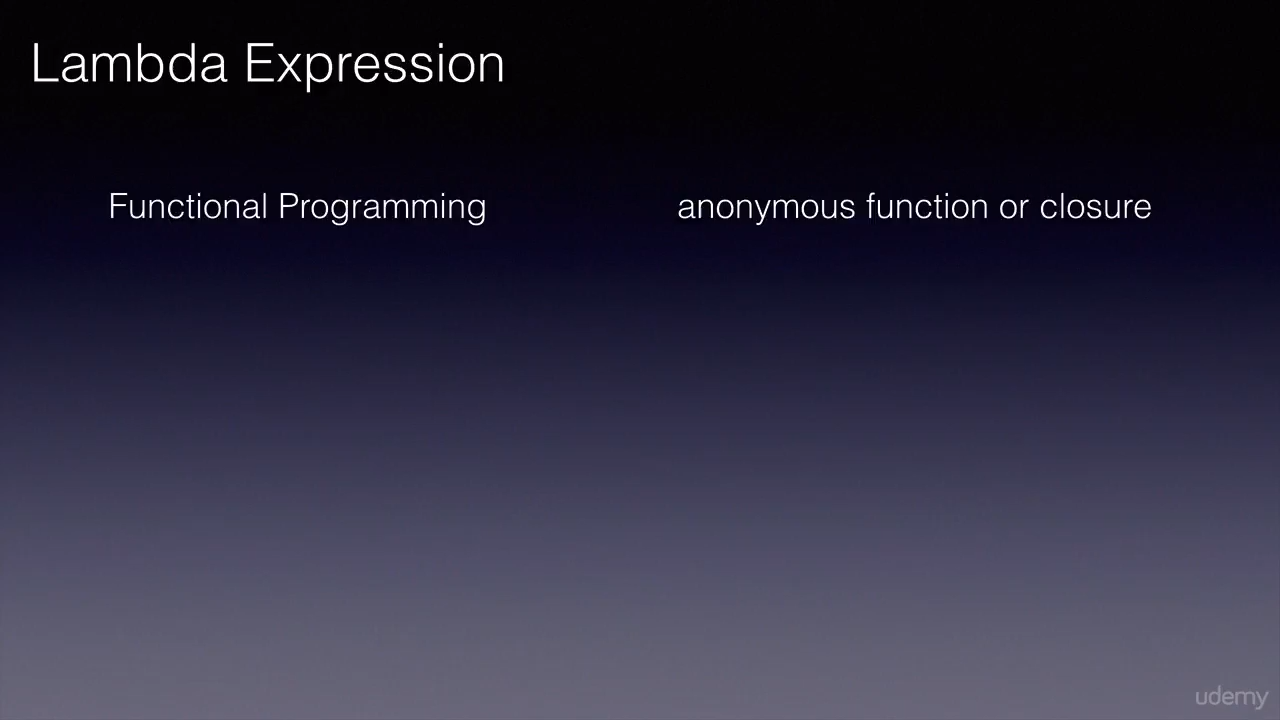 Lambda Expression
Functional Programming
anonymous function or closure
udemy